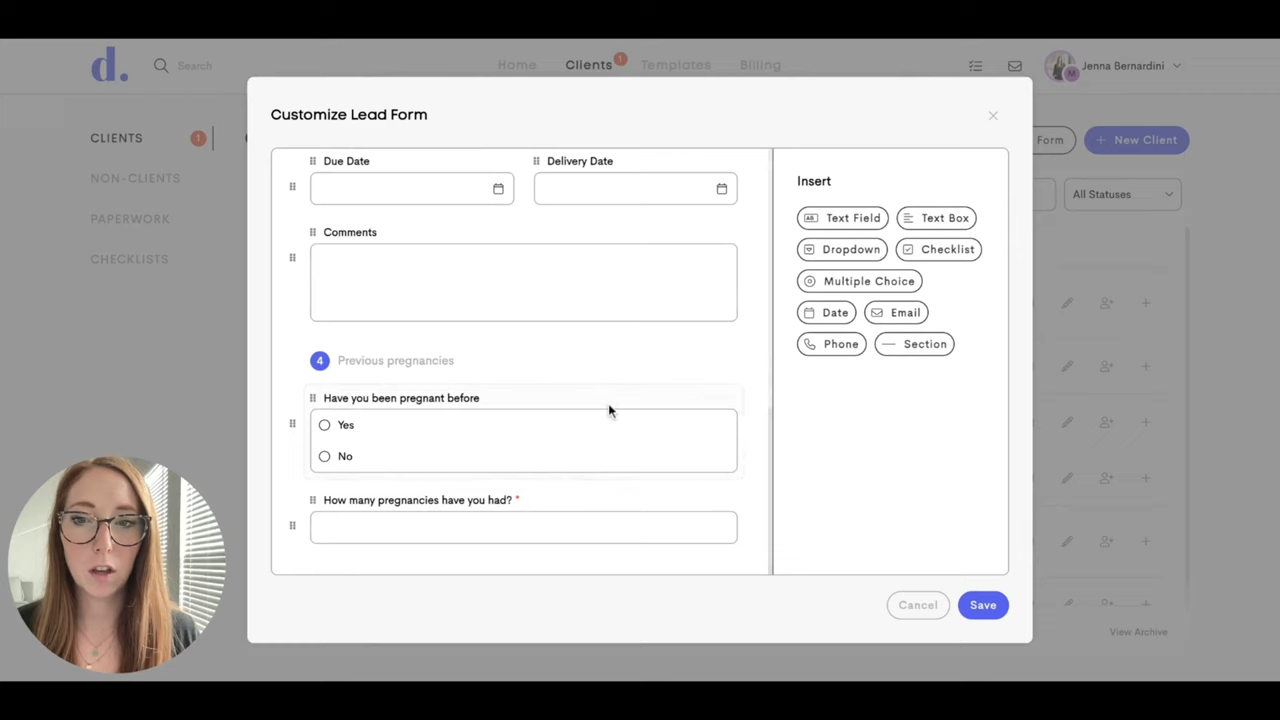 d.
Search
Home
Clients
1
Templates
Billing
Jenna Bernardini
M
CLIENTS
1
NON-CLIENTS
PAPERWORK
CHECKLISTS
Form
+ New Client
All Statuses
View Archive
Customize Lead Form
Due Date
Delivery Date
Comments
4 Previous pregnancies
Have you been pregnant before
Yes
No
How many pregnancies have you had? *
Insert
AB Text Field
Text Box
Dropdown
Checklist
Multiple Choice
Date
Email
Phone
Section
Cancel
Save